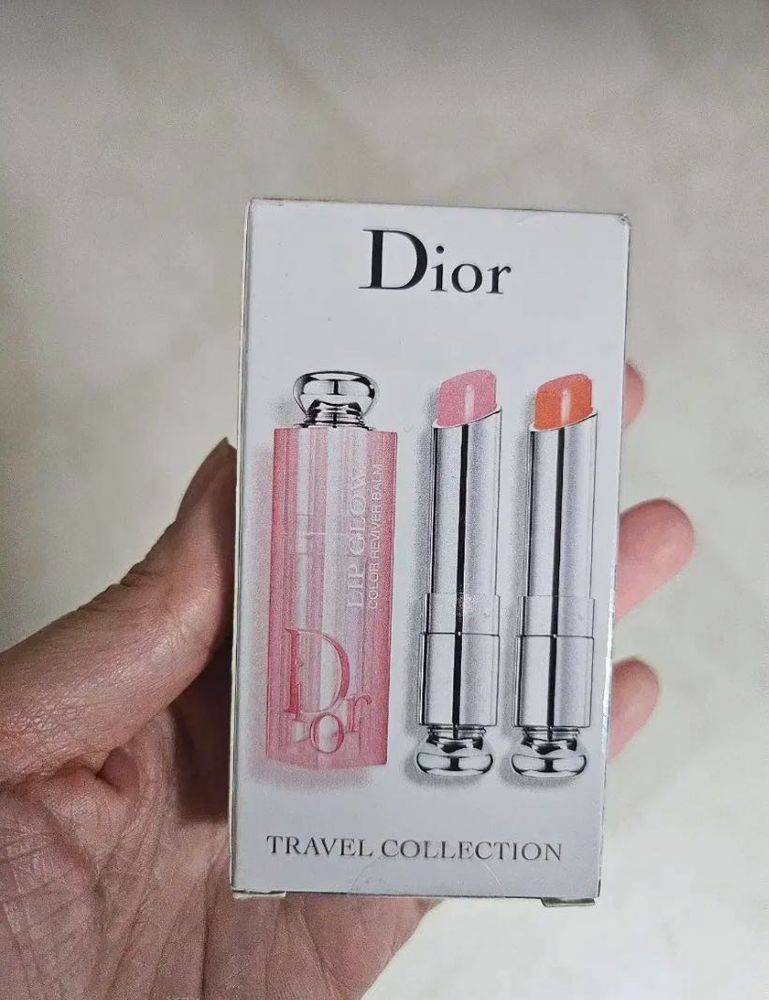 Dior
LIP GLOW
COLOR REVIVER BALM
Dior
TRAVEL COLLECTION